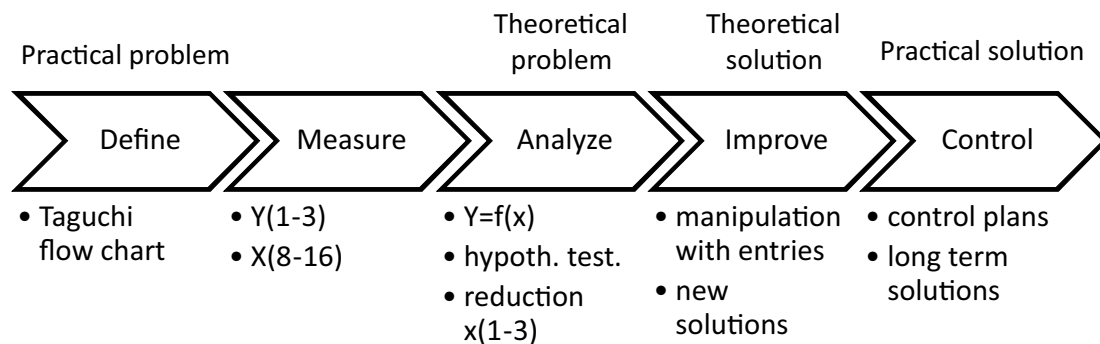 Practical problem
Theoretical
problem
Theoretical
solution
Practical solution
Define
Measure
Analyze
Improve
Control
• Taguchi
flow chart
• Y(1-3)
• X(8-16)
• Y=f(x)
• hypoth. test.
• reduction
x(1-3)
• manipulation
with entries
• new
solutions
• control plans
• long term
solutions